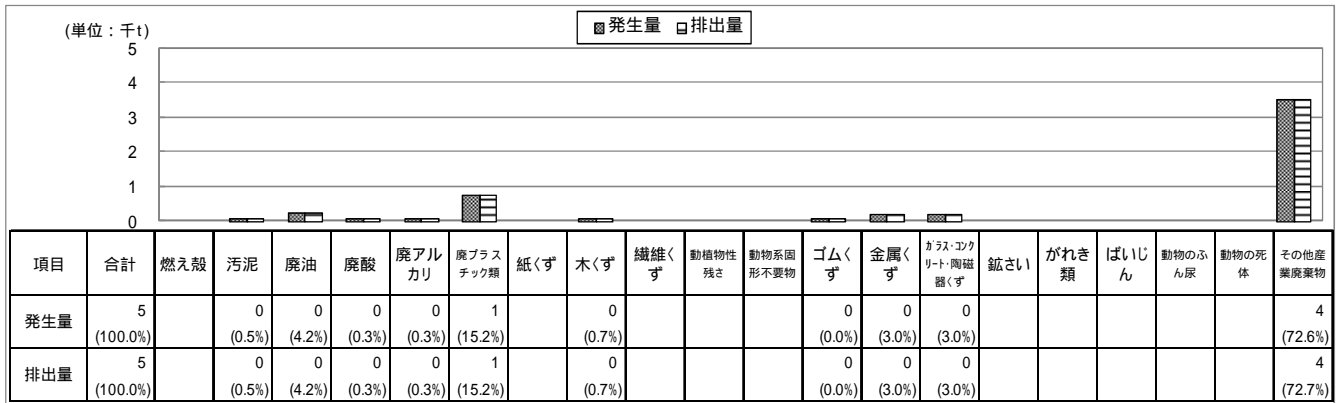 (単位：千t)
発生量 排出量
5
4
3
2
1
0
項目 合計 燃え殻 汚泥 廃油 廃酸 廃アルカリ 廃プラスチック類 紙くず 木くず 繊維くず 動植物性残さ 動物系固形不要物 ゴムくず 金属くず ガラス・コンクリート・陶磁器くず 鉱さい がれき類 ばいじん 動物のふん尿 動物の死体 その他産業廃棄物
発生量 5 0 0 0 0 1 0 0 0 0 4
(100.0%) (0.5%) (4.2%) (0.3%) (0.3%) (15.2%) (0.7%) (0.0%) (3.0%) (3.0%) (72.6%)
排出量 5 0 0 0 0 1 0 0 0 0 4
(100.0%) (0.5%) (4.2%) (0.3%) (0.3%) (15.2%) (0.7%) (0.0%) (3.0%) (3.0%) (72.7%)